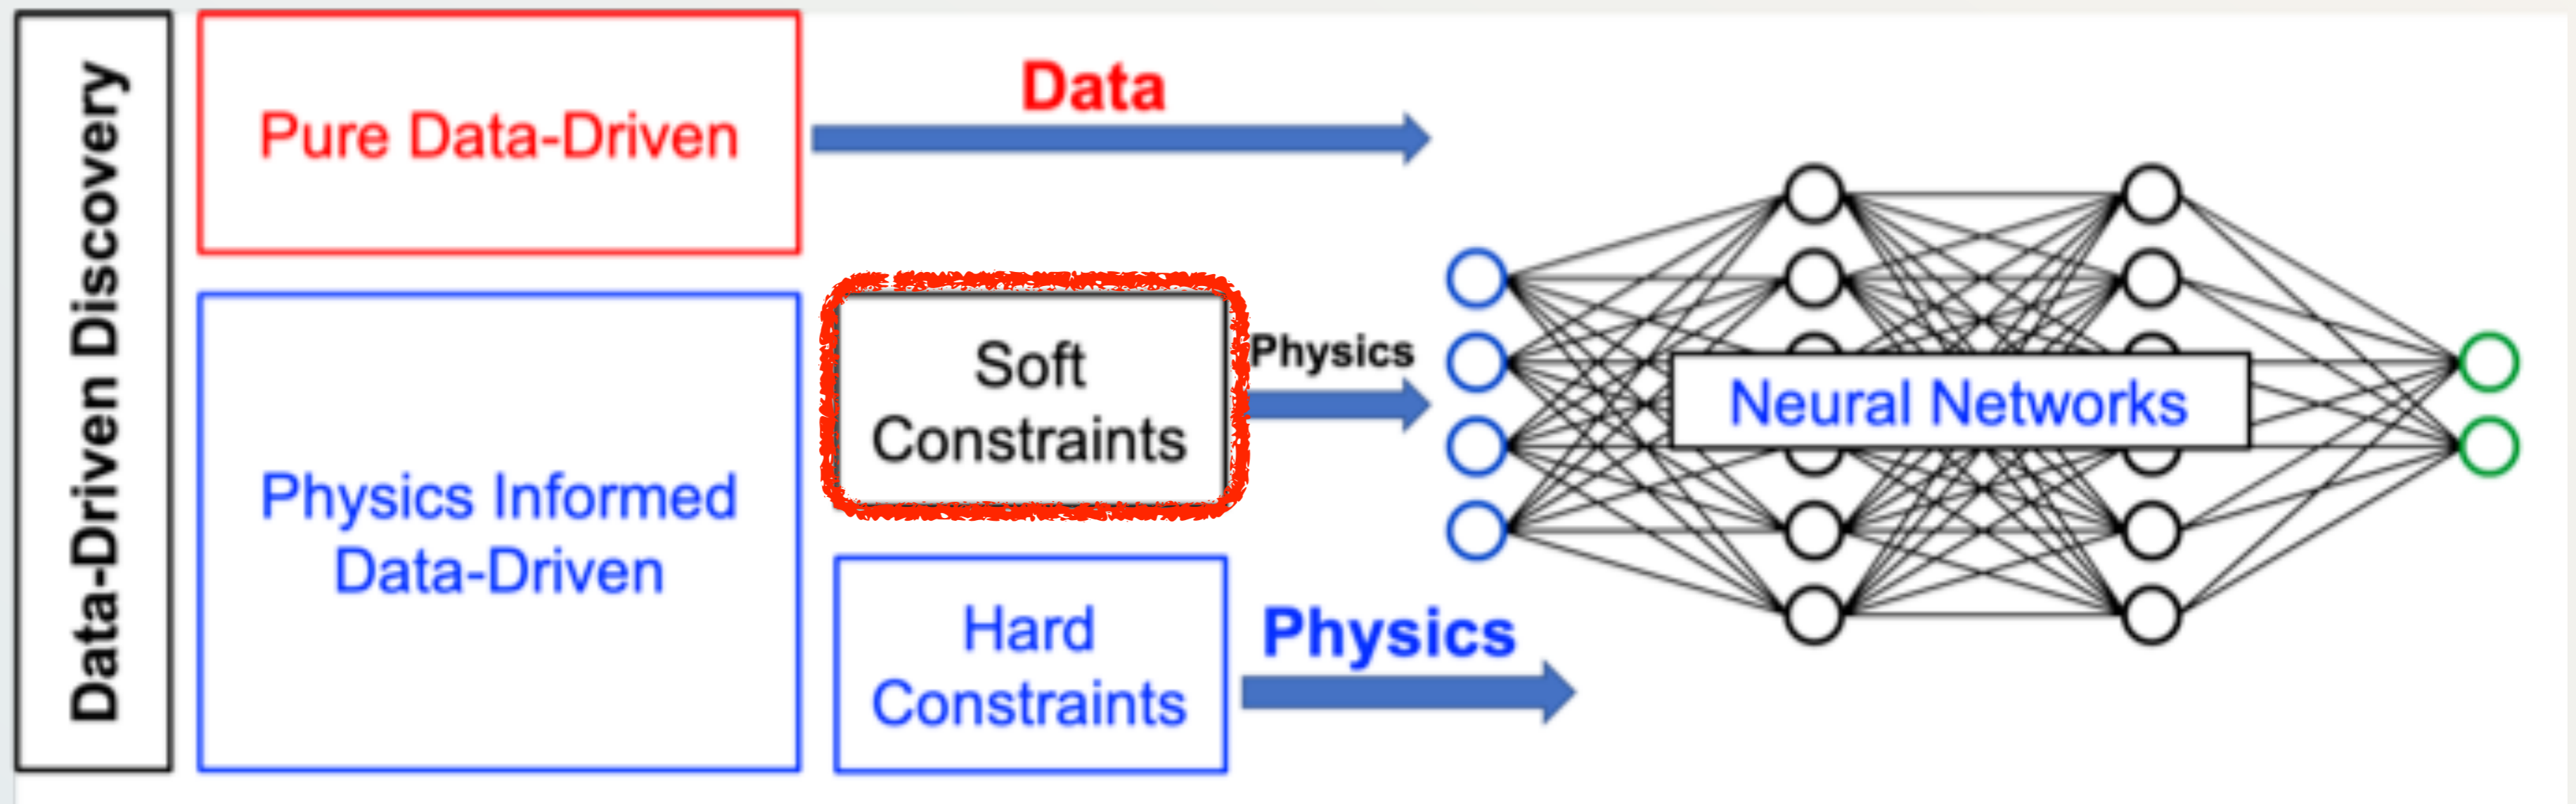 Data-Driven Discovery
Pure Data-Driven
Data
Physics Informed
Data-Driven
Soft
Constraints
Physics
Hard
Constraints
Physics
Neural Networks